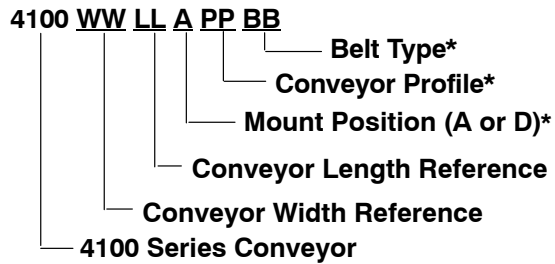 4100 WW LL A PP BB
Belt Type*
Conveyor Profile*
Mount Position (A or D)*
Conveyor Length Reference
Conveyor Width Reference
4100 Series Conveyor